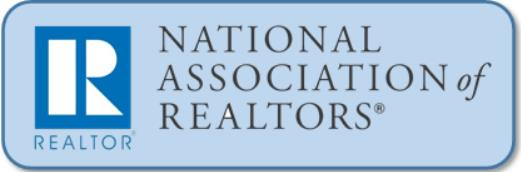 R
REALTOR®
NATIONAL
ASSOCIATION of
REALTORS®